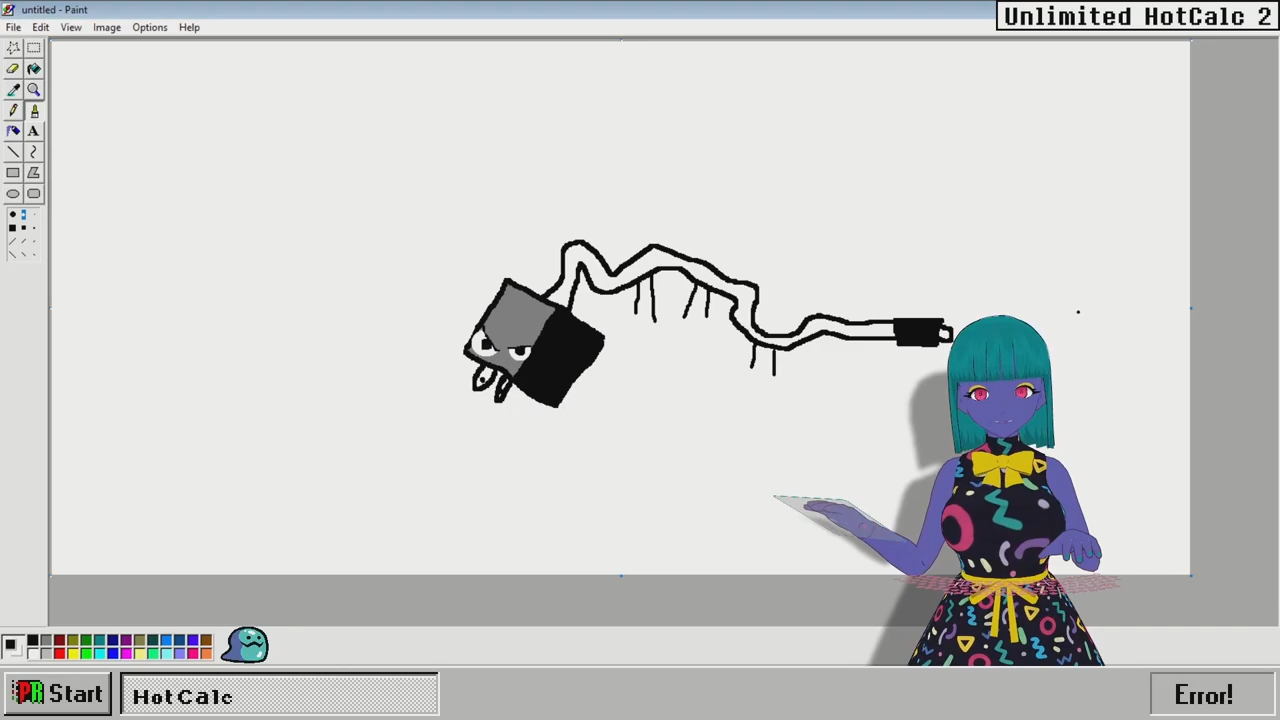 untitled - Paint
Unlimited HotCalc 2
File Edit View Image Options Help
A
Start
HotCalc
Error!